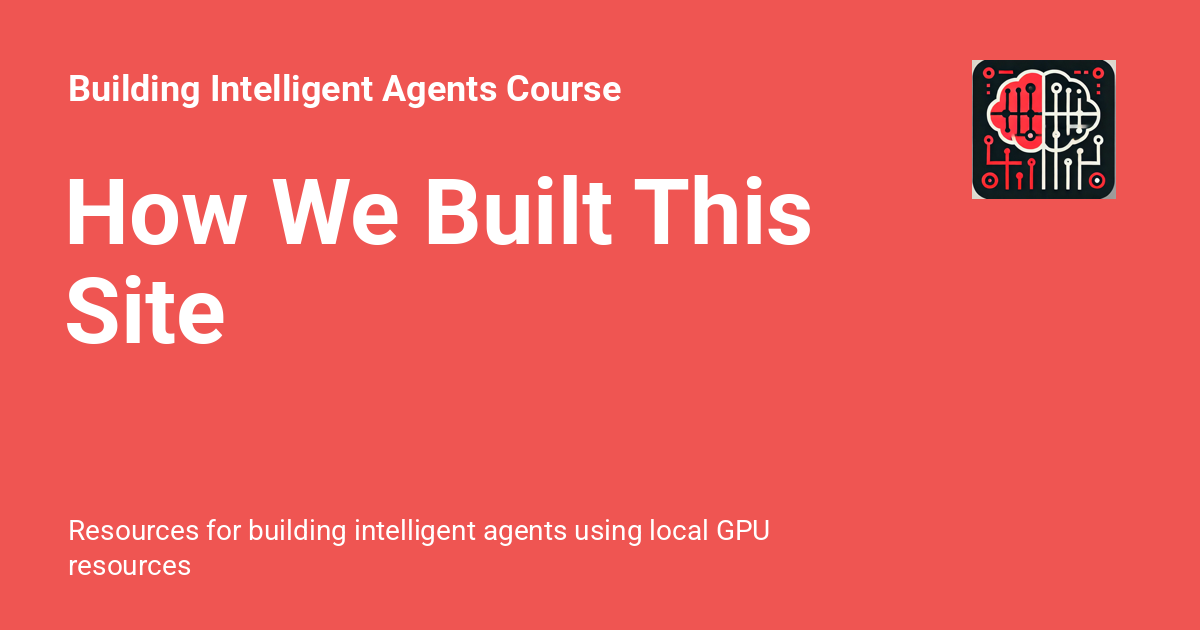 Building Intelligent Agents Course
How We Built This
Site
Resources for building intelligent agents using local GPU
resources